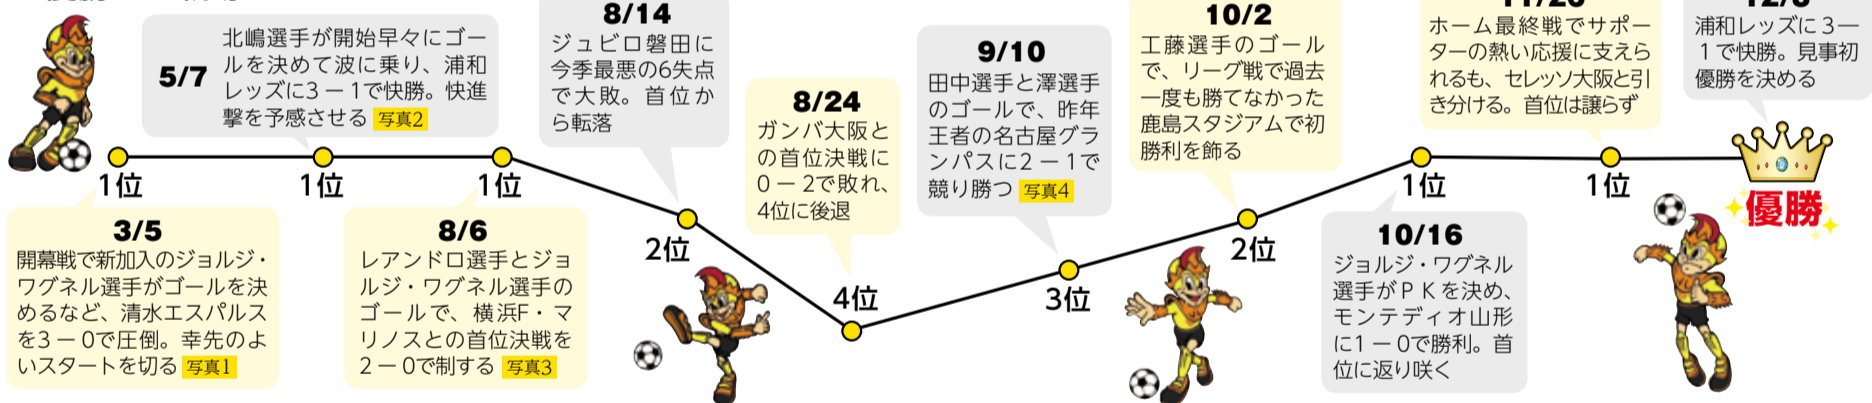 3/5
開幕戦で新加入のジョルジ・
ワグネル選手がゴールを決
めるなど、清水エスパルス
を3－0で圧倒。幸先のよ
いスタートを切る 写真1
1位
5/7
北嶋選手が開始早々にゴー
ルを決めて波に乗り、浦和
レッズに3－1で快勝。快進
撃を予感させる 写真2
1位
8/6
レアンドロ選手とジョ
ルジ・ワグネル選手の
ゴールで、横浜F・マ
リノスとの首位決戦を
2－0で制する 写真3
1位
8/14
ジュビロ磐田に
今季最悪の6失点
で大敗。首位か
ら転落
2位
8/24
ガンバ大阪と
の首位決戦に
0－2で敗れ、
4位に後退
4位
9/10
田中選手と澤選手
のゴールで、昨年
王者の名古屋グラ
ンパスに2－1で
競り勝つ 写真4
3位
10/2
工藤選手のゴール
で、リーグ戦で過去
一度も勝てなかった
鹿島スタジアムで初
勝利を飾る
2位
10/16
ジョルジ・ワグネル
選手がＰＫを決め、
モンテディオ山形
に1－0で勝利。首
位に返り咲く
1位
ホーム最終戦でサポー
ターの熱い応援に支えら
れるも、セレッソ大阪と引
き分ける。首位は譲らず
1位
浦和レッズに3－
1で快勝。見事初
優勝を決める
優勝